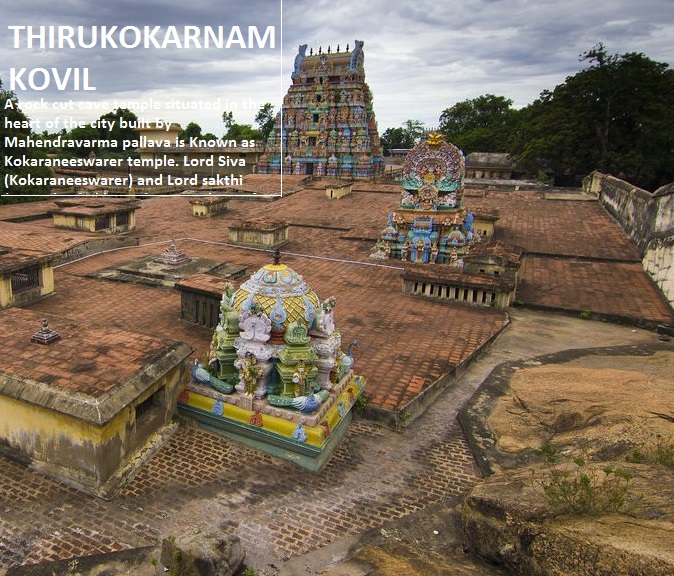 THIRUKOKARNAM
KOVIL
A rock cut cave temple situated in the
heart of the city built by
Mahendravarma pallava is Known as
Kokaraneeswarer temple. Lord Siva
(Kokaraneeswarer) and Lord sakthi